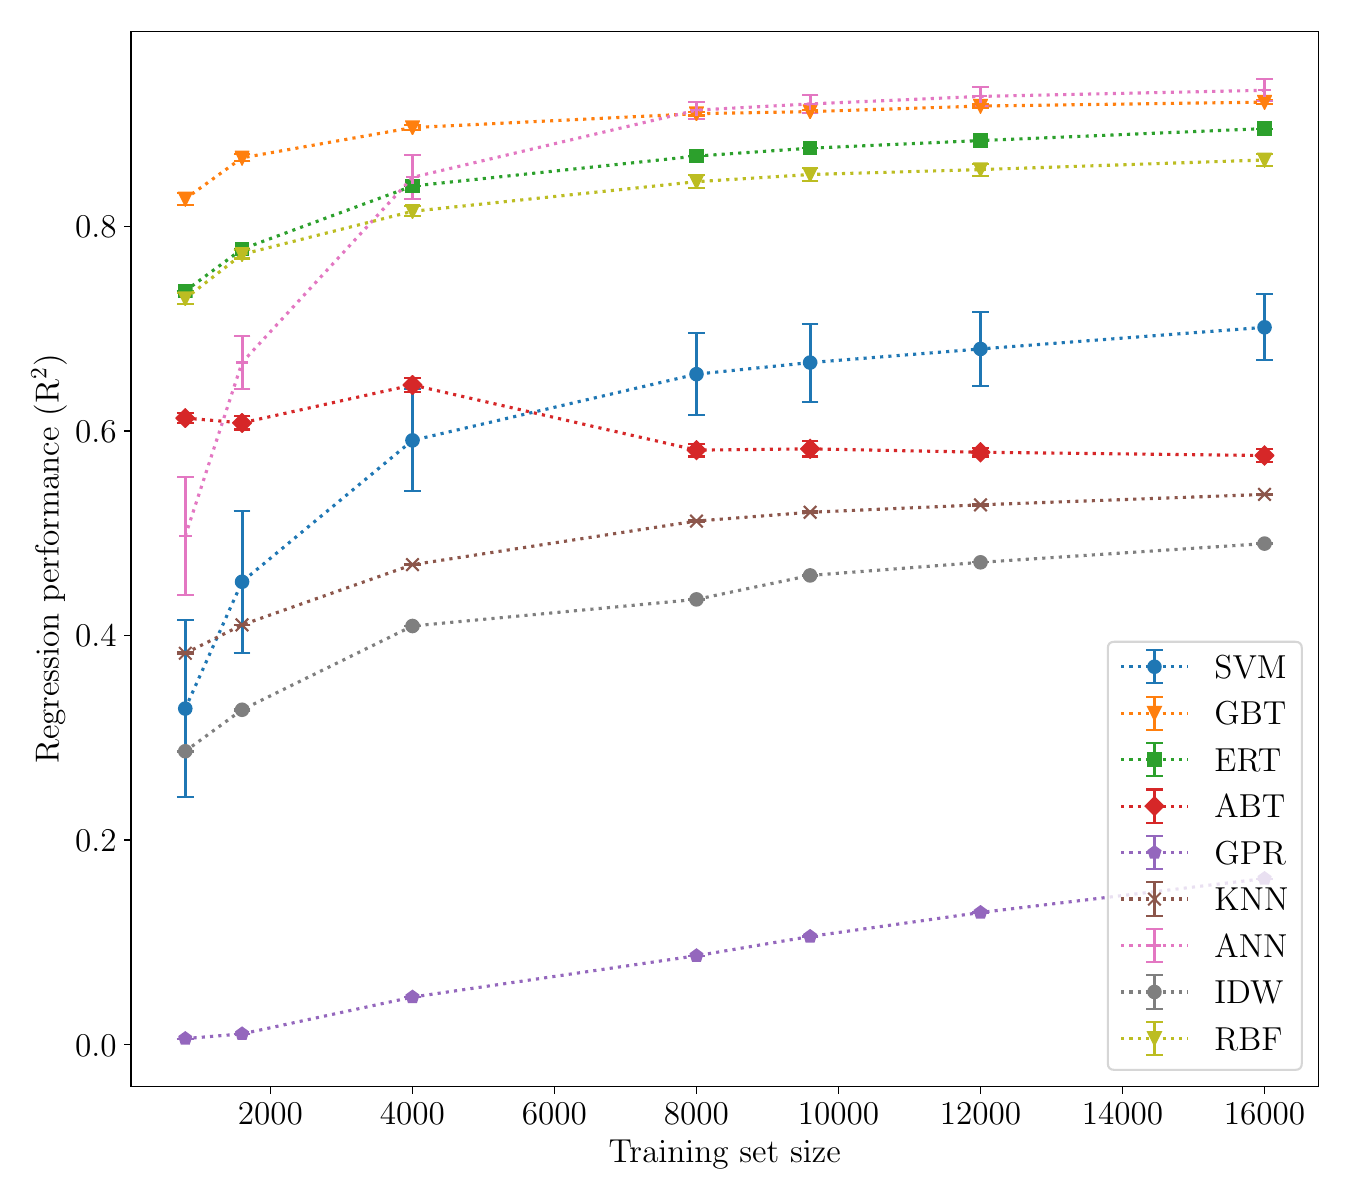 Regression performance (R²)
0.8
0.6
0.4
0.2
0.0
SVM
GBT
ERT
ABT
GPR
KNN
ANN
IDW
RBF
2000 4000 6000 8000 10000 12000 14000 16000
Training set size